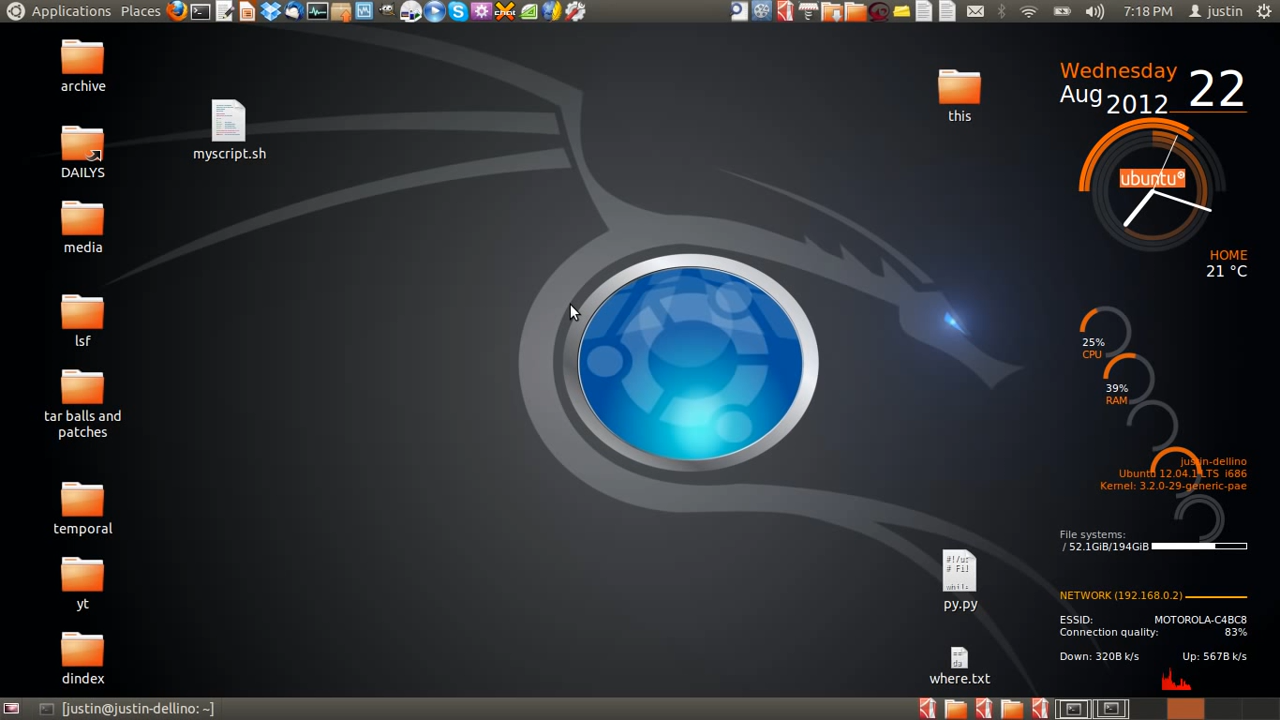 Applications Places 7:18 PM justin
archive
DAILYS
media
lsf
tar balls and
patches
temporal
yt
dindex
myscript.sh
this
py.py
where.txt
Wednesday
Aug 2012 22
ubuntu®
HOME
21 °C
25%
CPU
39%
RAM
justin-dellino
Ubuntu 12.04.1 LTS i686
Kernel: 3.2.0-29-generic-pae
File systems:
/ 52.1GiB/194GiB
NETWORK (192.168.0.2)
ESSID: MOTOROLA-C4BC8
Connection quality: 83%
Down: 320B k/s Up: 567B k/s
[justin@justin-dellino: ~]